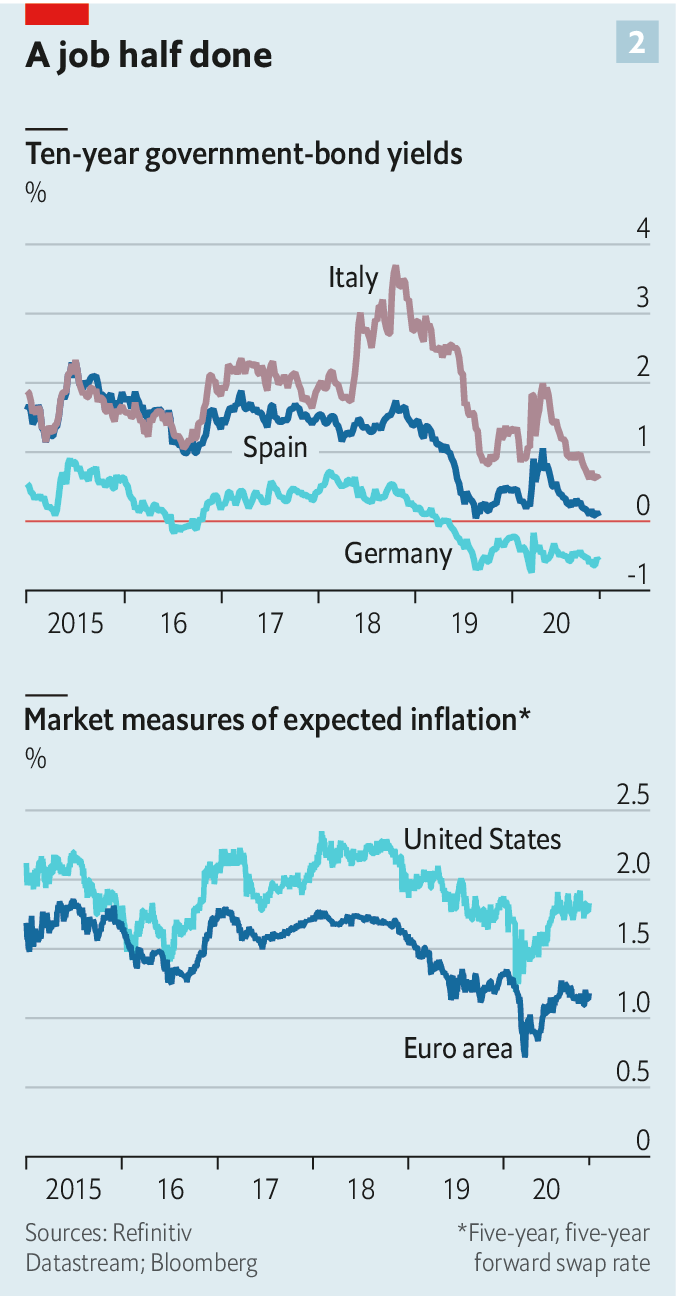 A job half done
2
Ten-year government-bond yields
%
4
Italy
3
2
1
Spain
0
Germany
-1
2015 16 17 18 19 20
Market measures of expected inflation*
%
2.5
United States
2.0
1.5
1.0
Euro area
0.5
0
2015 16 17 18 19 20
Sources: Refinitiv
Datastream; Bloomberg
*Five-year, five-year
forward swap rate